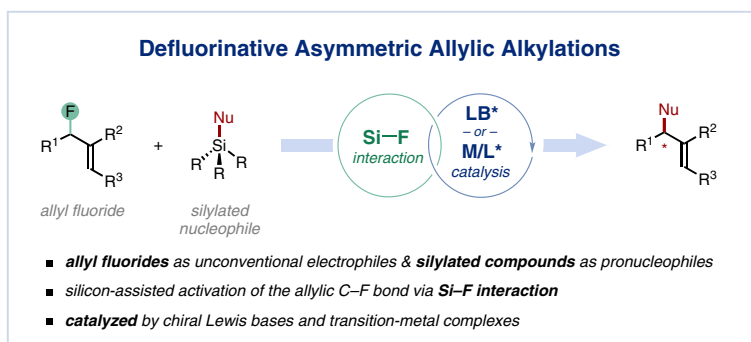 Defluorinative Asymmetric Allylic Alkylations
F
R1
R2
R3
allyl fluoride
+
Nu
Si
R
R
R
silylated
nucleophile
Si–F
interaction
LB*
– or –
M/L*
catalysis
Nu
R1
R2
*
R3
■ allyl fluorides as unconventional electrophiles & silylated compounds as pronucleophiles
■ silicon-assisted activation of the allylic C–F bond via Si–F interaction
■ catalyzed by chiral Lewis bases and transition-metal complexes